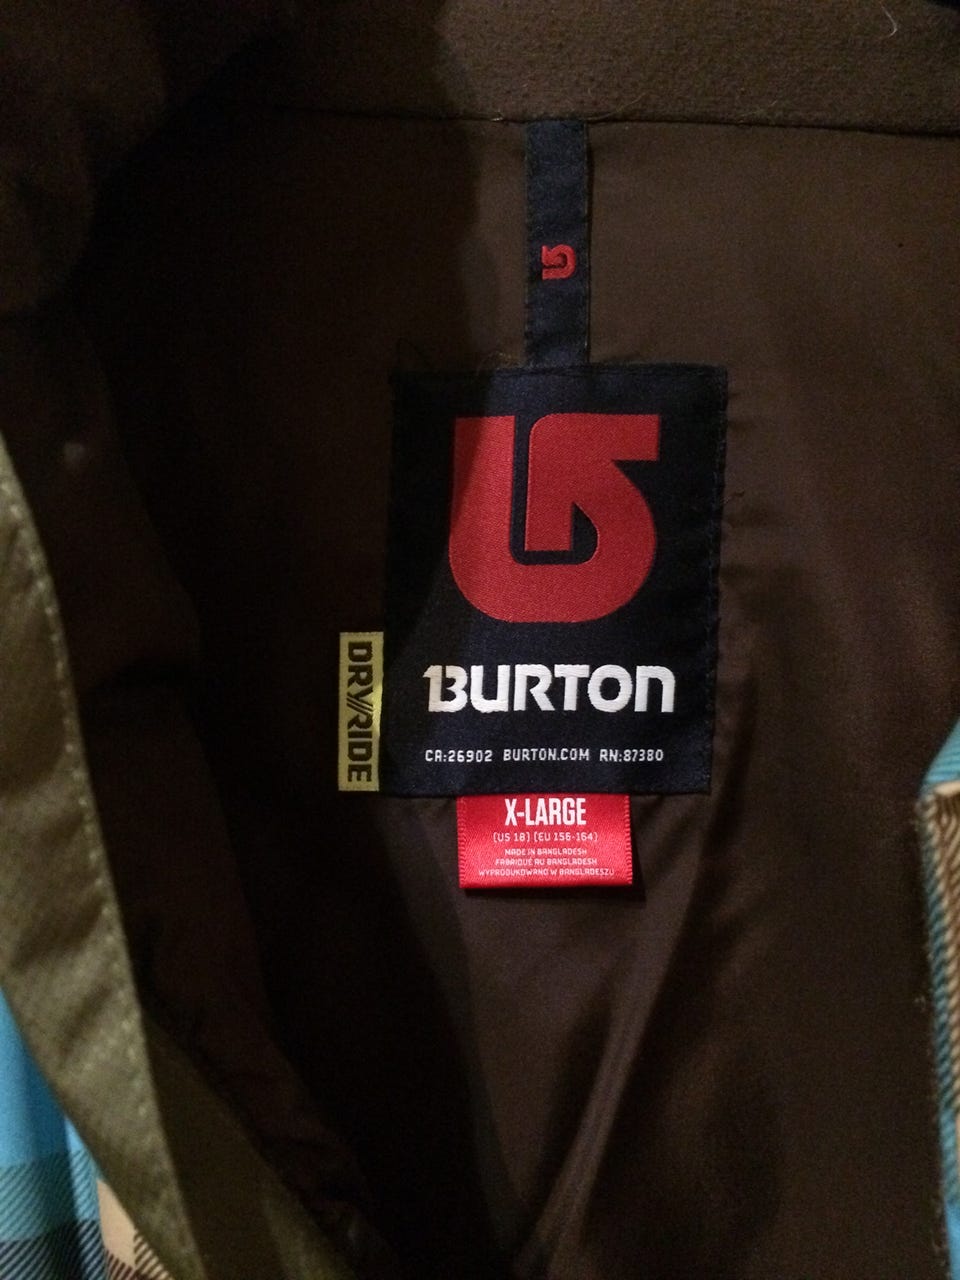 BURTON
CA:26902 BURTON.COM RN:87380
DRY//RIDE
X-LARGE
(US 18) (EU 156-164)
MADE IN BANGLADESH
FABRIQUÉ AU BANGLADESH
WYPRODUKOWANO W BANGLADESZU